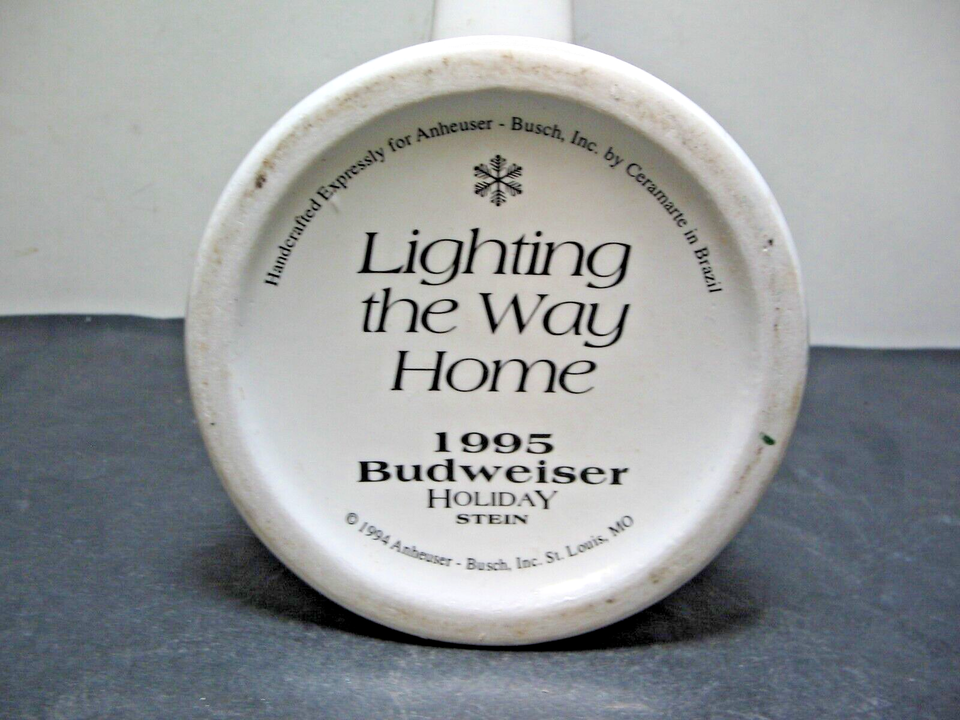 Handcrafted Expressly for Anheuser - Busch, Inc. by Ceramarte in Brazil
Lighting
the Way
Home
1995
Budweiser
HOLIDAY
STEIN
© 1994 Anheuser - Busch, Inc. St. Louis, MO